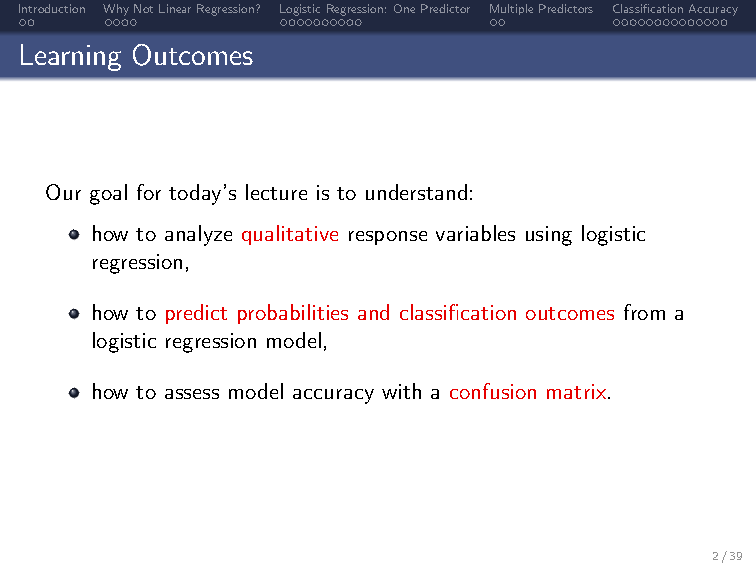 Introduction Why Not Linear Regression? Logistic Regression: One Predictor Multiple Predictors Classification Accuracy
Learning Outcomes
Our goal for today's lecture is to understand:
how to analyze qualitative response variables using logistic
regression,
how to predict probabilities and classification outcomes from a
logistic regression model,
how to assess model accuracy with a confusion matrix.
2 / 39